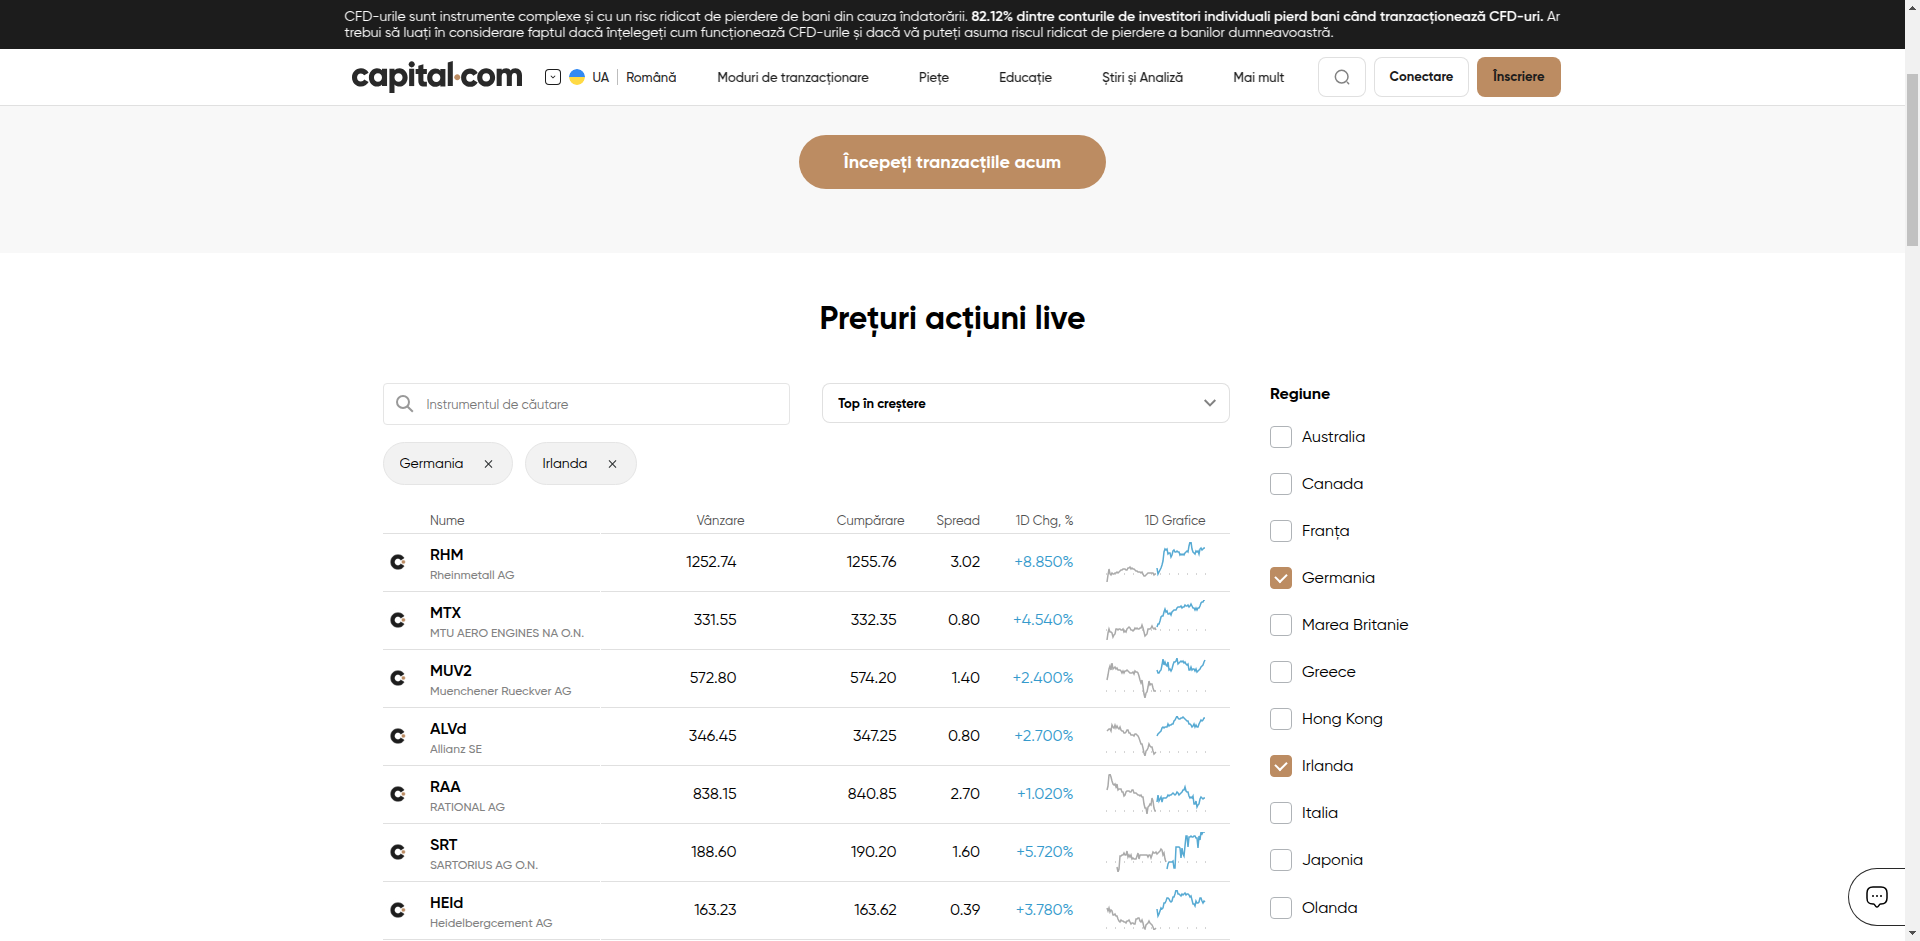 CFD-urile sunt instrumente complexe și cu un risc ridicat de pierdere de bani din cauza îndatorării. 82.12% dintre conturile de investitori individuali pierd bani când tranzacționează CFD-uri. Ar
trebui să luați în considerare faptul dacă înțelegeți cum funcționează CFD-urile și dacă vă puteți asuma riscul ridicat de pierdere a banilor dumneavoastră.
capital.com
UA
Română
Moduri de tranzacționare
Piețe
Educație
Știri și Analiză
Mai mult
Conectare
Înscriere
Începeți tranzacțiile acum
Prețuri acțiuni live
Instrumentul de căutare
Top în creștere
Germania
Irlanda
Nume Vânzare Cumpărare Spread 1D Chg, % 1D Grafice
RHM 1252.74 1255.76 3.02 +8.850%
Rheinmetall AG
MTX 331.55 332.35 0.80 +4.540%
MTU AERO ENGINES NA O.N.
MUV2 572.80 574.20 1.40 +2.400%
Muenchener Rueckver AG
ALVd 346.45 347.25 0.80 +2.700%
Allianz SE
RAA 838.15 840.85 2.70 +1.020%
RATIONAL AG
SRT 188.60 190.20 1.60 +5.720%
SARTORIUS AG O.N.
HEId 163.23 163.62 0.39 +3.780%
Heidelbergcement AG
Regiune
Australia
Canada
Franța
Germania
Marea Britanie
Greece
Hong Kong
Irlanda
Italia
Japonia
Olanda